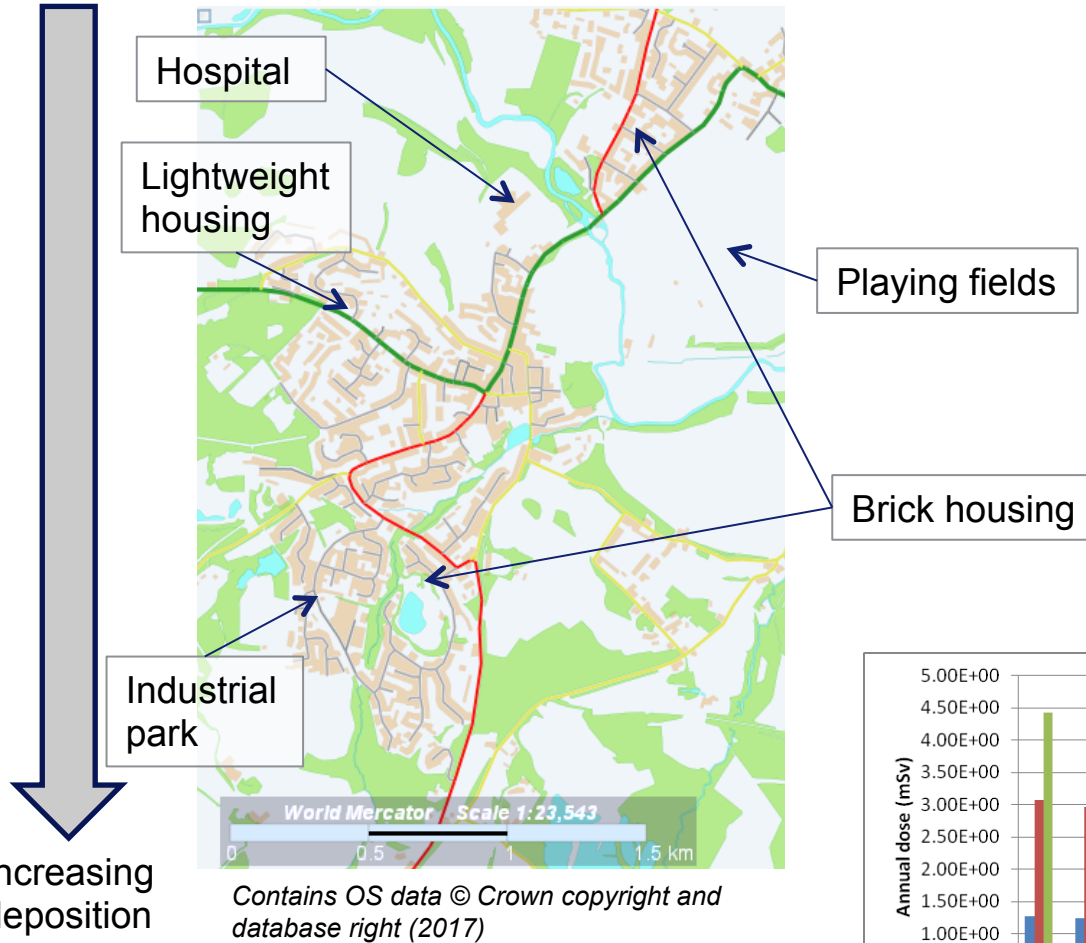 Hospital
Lightweight
housing
Playing fields
Brick housing
Industrial
park
World Mercator Scale 1:23,543
0 0.5 1 1.5 km
ncreasing
deposition
Contains OS data © Crown copyright and
database right (2017)
Annual dose (mSv)
5.00E+00
4.50E+00
4.00E+00
3.50E+00
3.00E+00
2.50E+00
2.00E+00
1.50E+00
1.00E+00